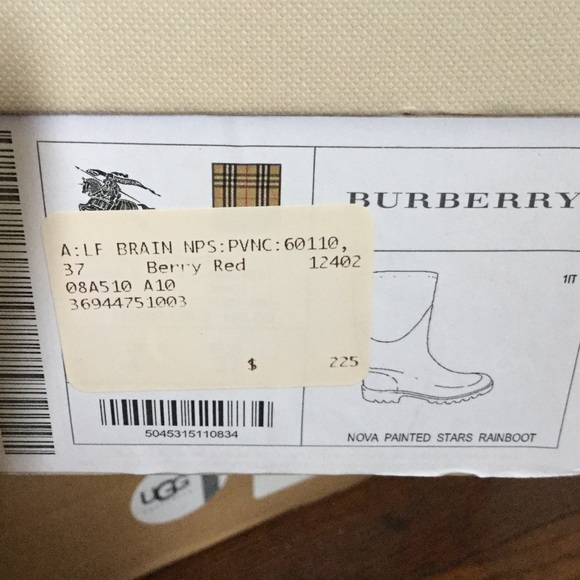 BURBERRY
A:LF BRAIN NPS:PVNC:60110,
37 Berry Red 12402
08A510 A10
36944751003
$ 225
1IT
5045315110834
NOVA PAINTED STARS RAINBOOT
UGG